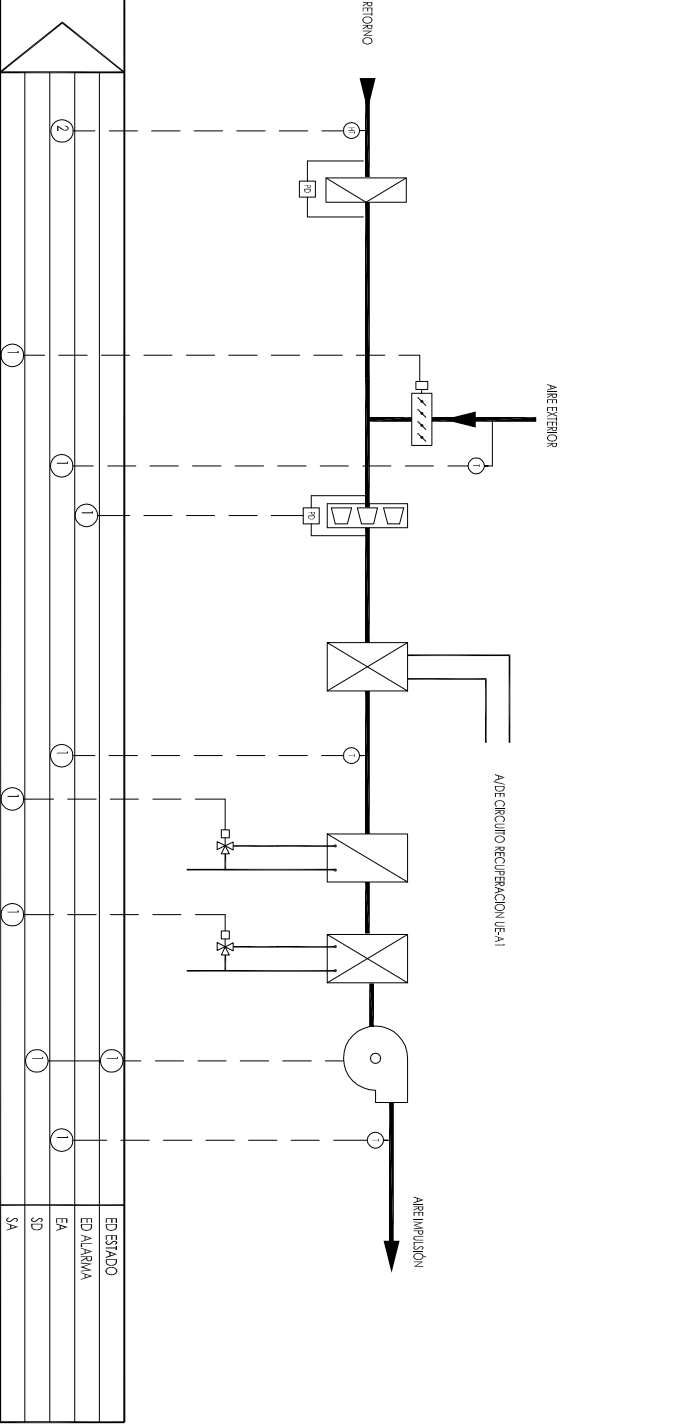 RETORNO
AIRE EXTERIOR
A/DE CIRCUITO RECUPERACION UE-A1
AIRE IMPULSIÓN
HT
PD
T
PD
T
T
2
1
1
1
1
1
1
1
1
1
ED ESTADO
ED ALARMA
EA
SD
SA